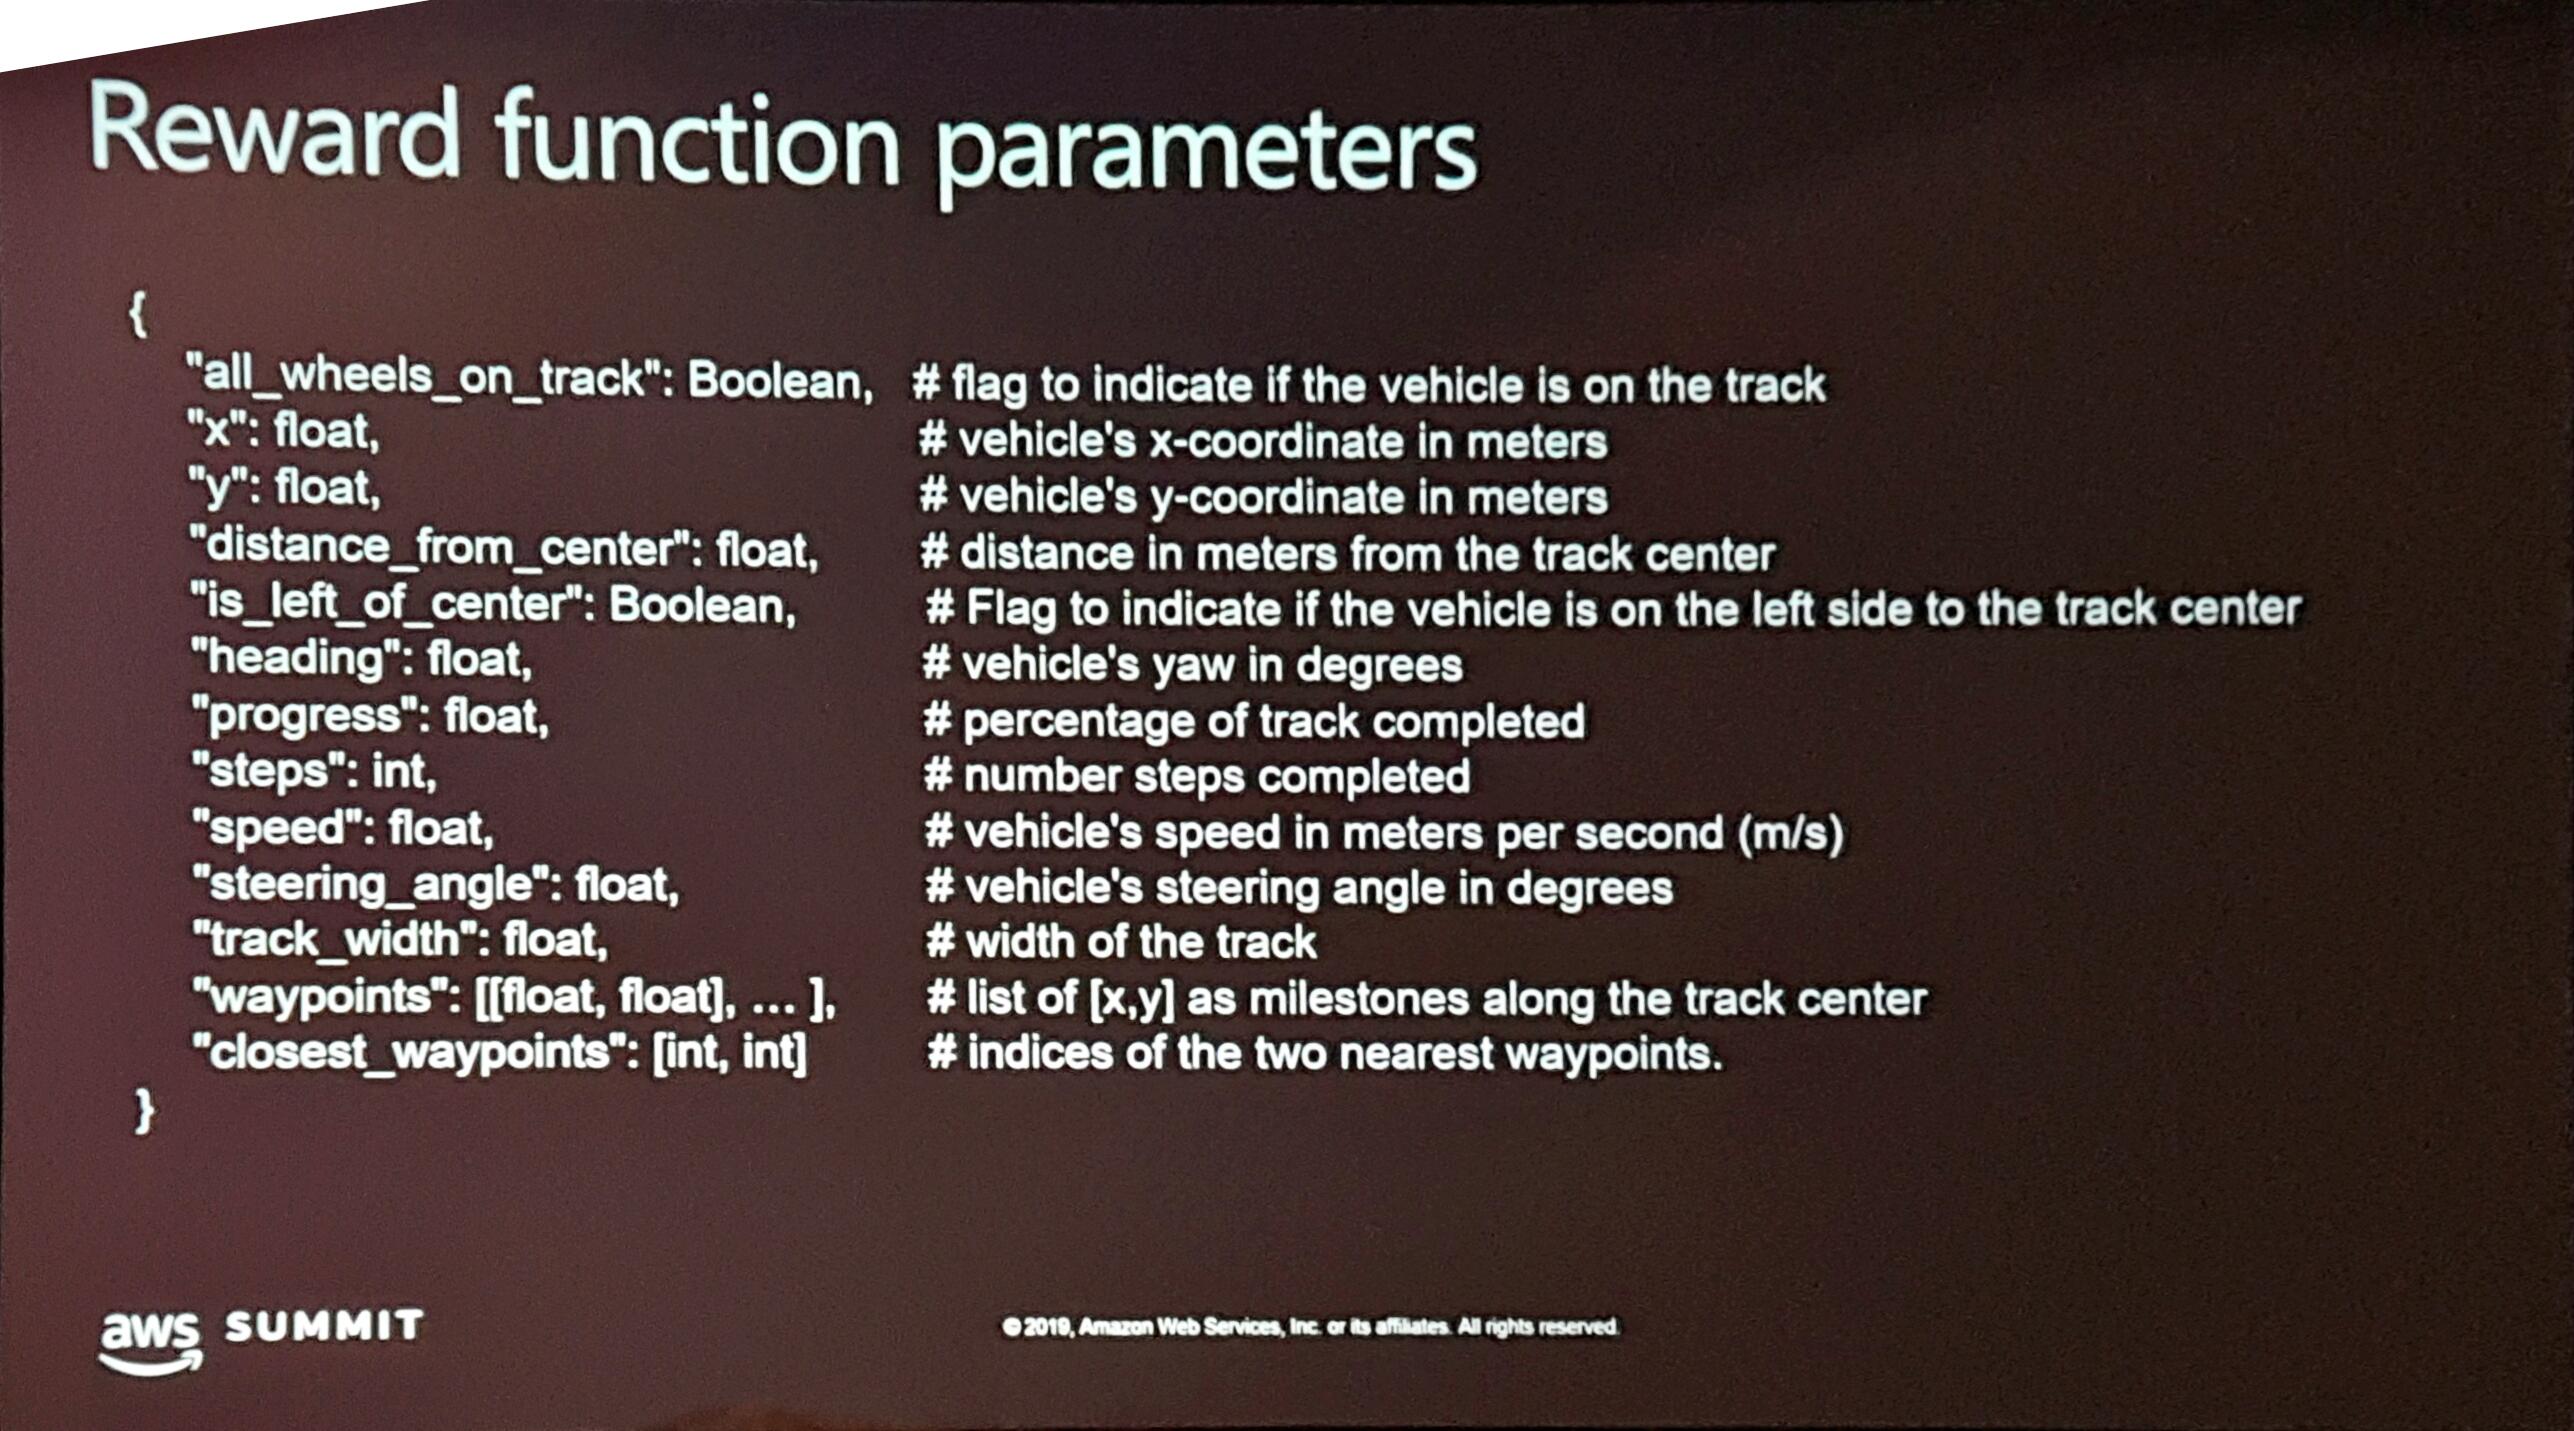 Reward function parameters
{
"all_wheels_on_track": Boolean, # flag to indicate if the vehicle is on the track
"x": float, # vehicle's x-coordinate in meters
"y": float, # vehicle's y-coordinate in meters
"distance_from_center": float, # distance in meters from the track center
"is_left_of_center": Boolean, # Flag to indicate if the vehicle is on the left side to the track center
"heading": float, # vehicle's yaw in degrees
"progress": float, # percentage of track completed
"steps": int, # number steps completed
"speed": float, # vehicle's speed in meters per second (m/s)
"steering_angle": float, # vehicle's steering angle in degrees
"track_width": float, # width of the track
"waypoints": [[float, float], ... ], # list of [x,y] as milestones along the track center
"closest_waypoints": [int, int] # indices of the two nearest waypoints.
}
aws SUMMIT
© 2019, Amazon Web Services, Inc. or its affiliates. All rights reserved.